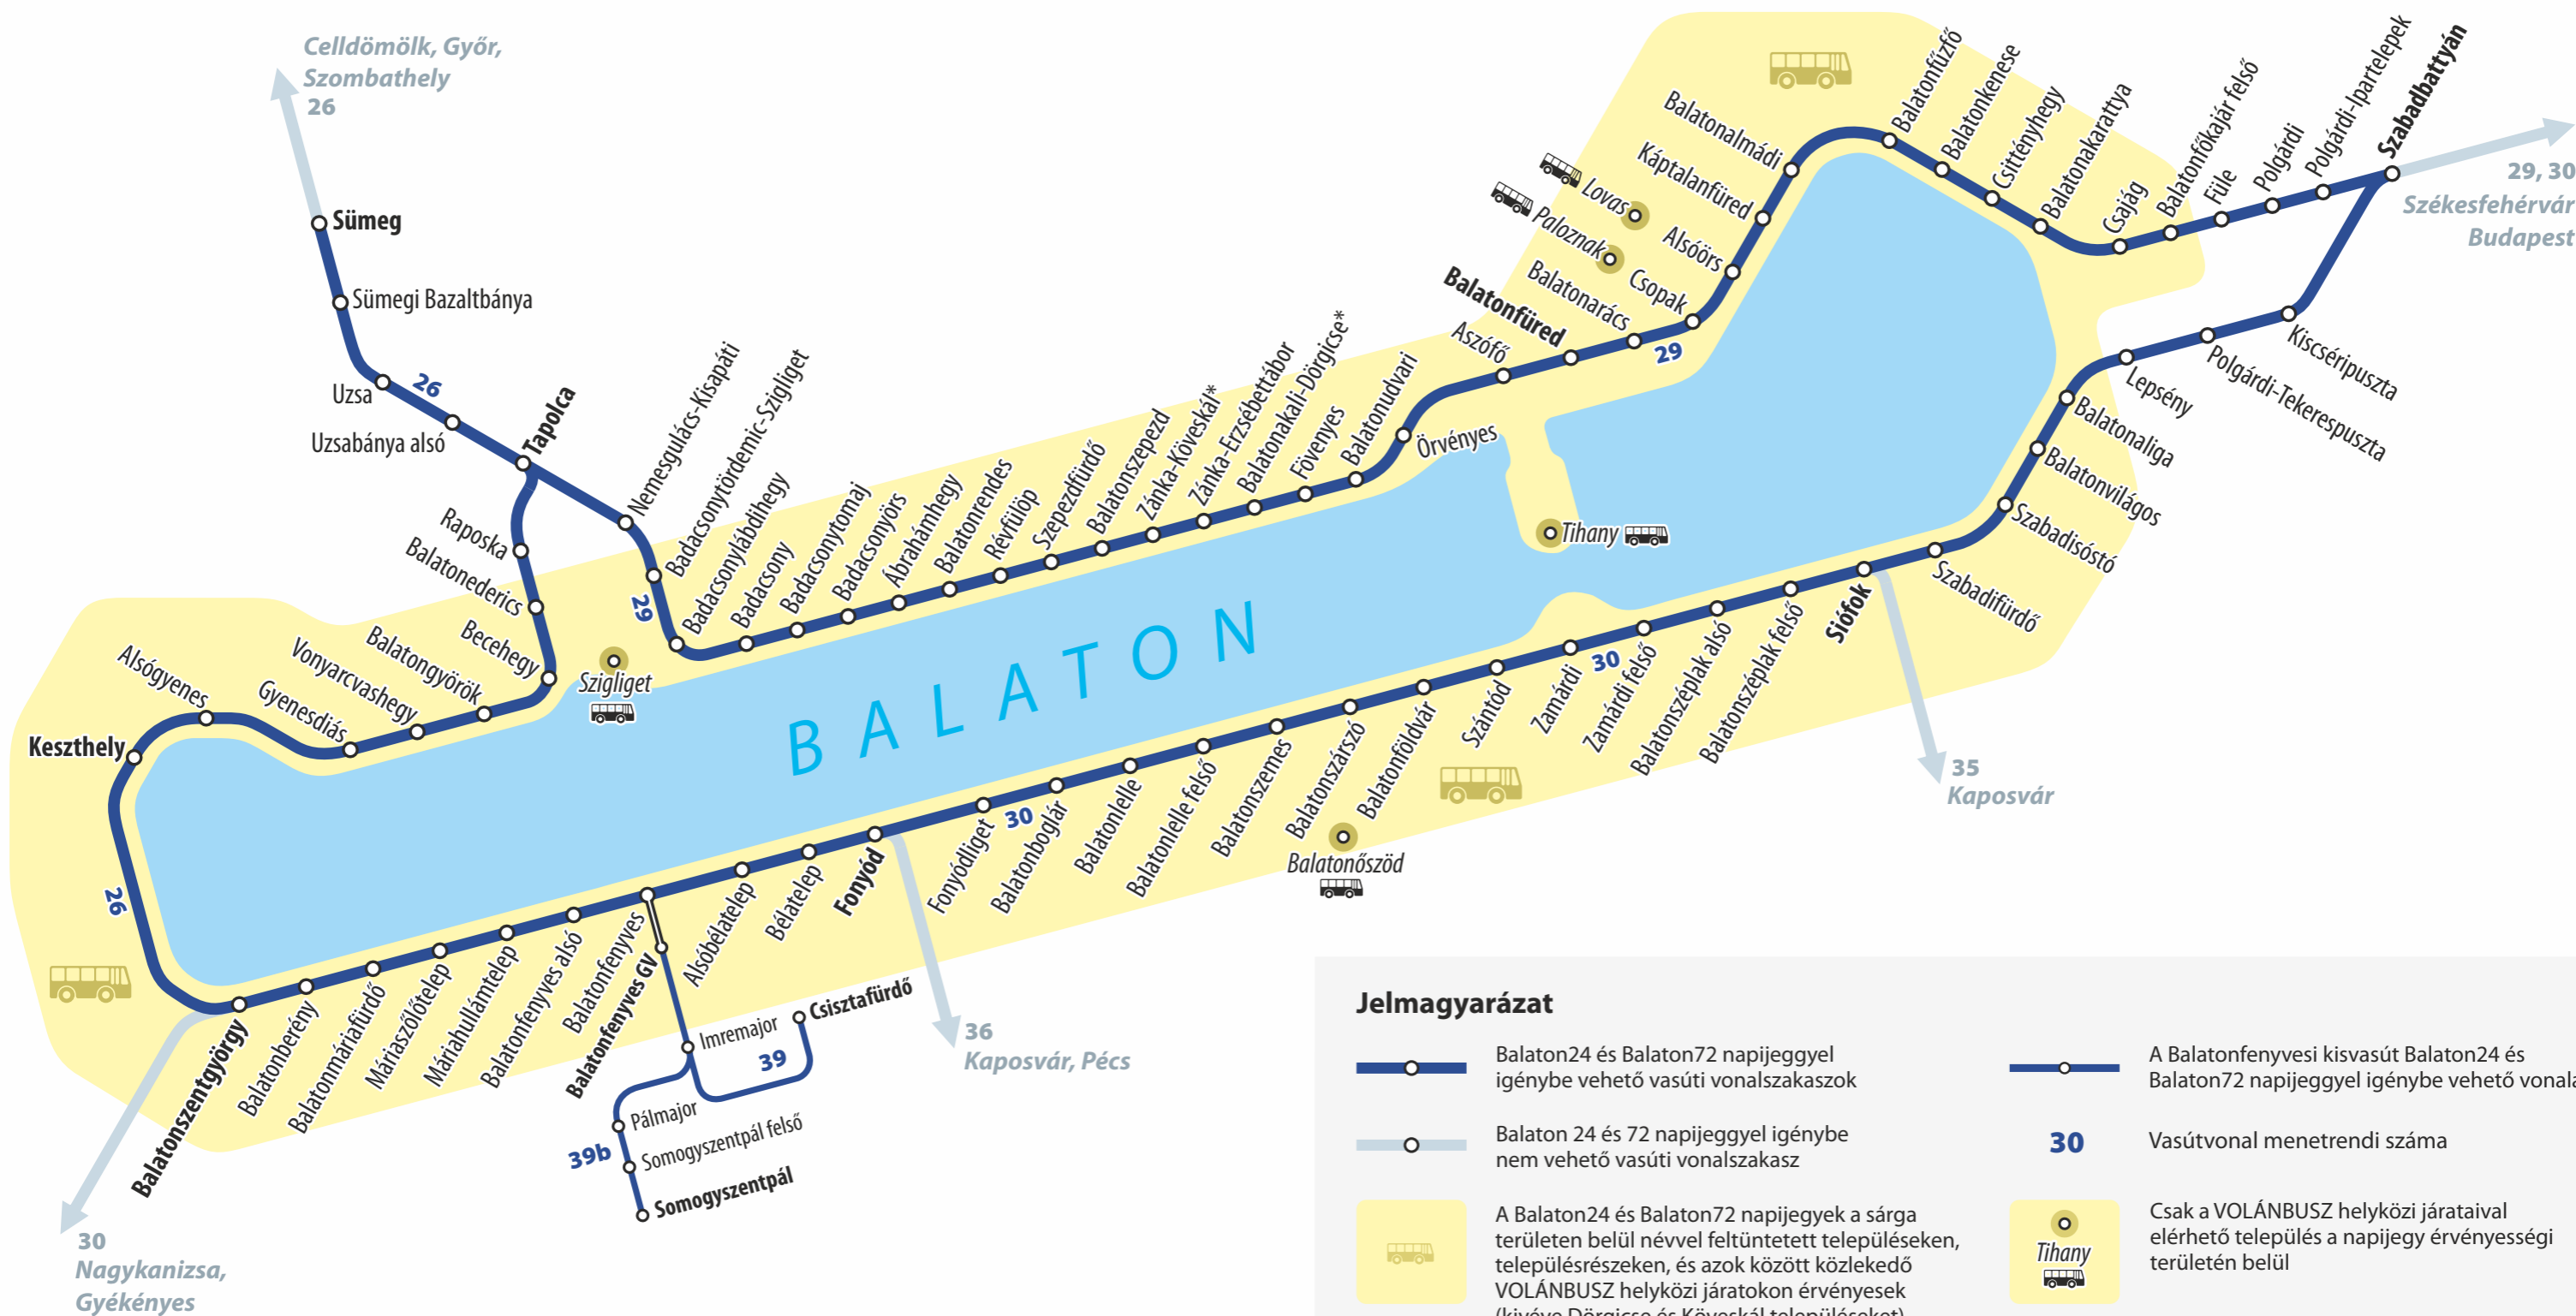 Celldömölk, Győr,
Szombathely
26
Sümeg
Sümegi Bazaltbánya
Uzsa
26
Uzsabánya alsó
Tapolca
Nemesgulács-Kisapáti
Badacsonytördemic-Szigliget
29
Badacsonylábdihegy
Badacsony
Badacsonytomaj
Badacsonyörs
Ábrahámhegy
Balatonrendes
Révfülöp
Szepezdfürdő
Balatonszepezd
Zánka-Köveskál*
Zánka-Erzsébettábor
Balatonakali-Dörgicse*
Fövenyes
Balatonudvari
Örvényes
Aszófő
Balatonfüred
Balatonarács
29
Csopak
Paloznak
Lovas
Alsóörs
Káptalanfüred
Balatonalmádi
Balatonfűzfő
Balatonkenese
Csittényhegy
Balatonakarattya
Csajág
Balatonfőkajár felső
Füle
Polgárdi
Polgárdi-Ipartelepek
Szabadbattyán
29, 30
Székesfehérvár
Budapest
Kiscséripuszta
Polgárdi-Tekerespuszta
Lepsény
Balatonaliga
Balatonvilágos
Szabadisóstó
Szabadifürdő
Siófok
35
Kaposvár
Balatonszéplak felső
Balatonszéplak alsó
Zamárdi felső
30
Zamárdi
Szántód
Balatonföldvár
Balatonszárszó
Balatonőszöd
Balatonszemes
Balatonlelle felső
Balatonlelle
Balatonboglár
30
Fonyódliget
Fonyód
36
Kaposvár, Pécs
Bélatelep
Alsóbélatelep
Balatonfenyves
Balatonfenyves GV
Imremajor
39
Csisztafürdő
Pálmajor
39b
Somogyszentpál felső
Somogyszentpál
Balatonfenyves alsó
Máriahullámtelep
Máriaszőlőtelep
Balatonmáriafürdő
Balatonberény
Balatonszentgyörgy
30
Nagykanizsa,
Gyékényes
26
Keszthely
Alsógyenes
Gyenesdiás
Vonyarcvashegy
Balatongyörök
Becehegy
Balatonederics
Raposka
Szigliget
Tihany
BALATON
Jelmagyarázat
Balaton24 és Balaton72 napijeggyel
igénybe vehető vasúti vonalszakaszok
Balaton 24 és 72 napijeggyel igénybe
nem vehető vasúti vonalszakasz
A Balaton24 és Balaton72 napijegyek a sárga
területen belül névvel feltüntetett településeken,
településrészeken, és azok között közlekedő
VOLÁNBUSZ helyközi járatokon érvényesek
(kivéve Dörgicse és Köveskál településeket)
A Balatonfenyvesi kisvasút Balaton24 és
Balaton72 napijeggyel igénybe vehető
30
Vasútvonal menetrendi száma
Tihany
Csak a VOLÁNBUSZ helyközi járataival
elérhető település a napijegy érvényességi
területén belül